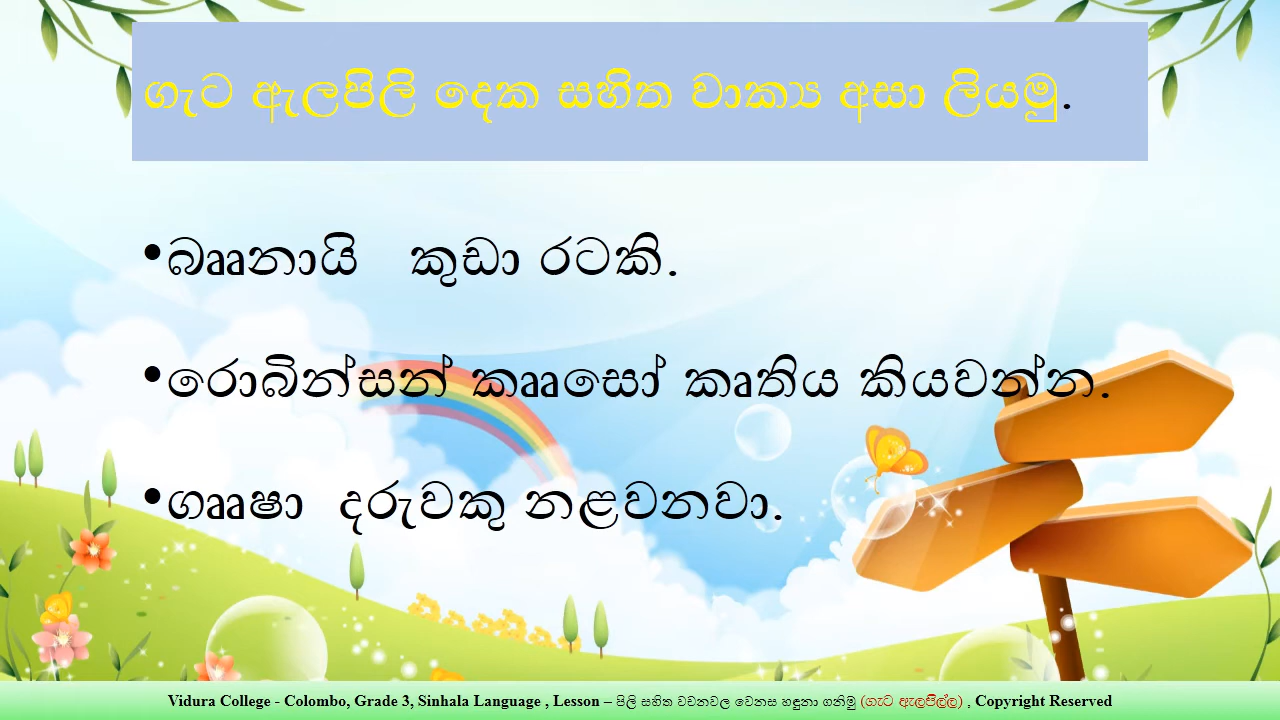 ගැට ඇලපිලි දෙක සහිත වාක්‍ය අසා ලියමු.
•බෲනායි කුඩා රටකි.
•රොබින්සන් කෲසෝ කෘතිය කියවන්න.
•ගෲෂා දරුවකු නළවනවා.
Vidura College - Colombo, Grade 3, Sinhala Language , Lesson – පිලි සහිත වචනවල වෙනස හඳුනා ගනිමු (ගැට ඇලපිල්ල) , Copyright Reserved